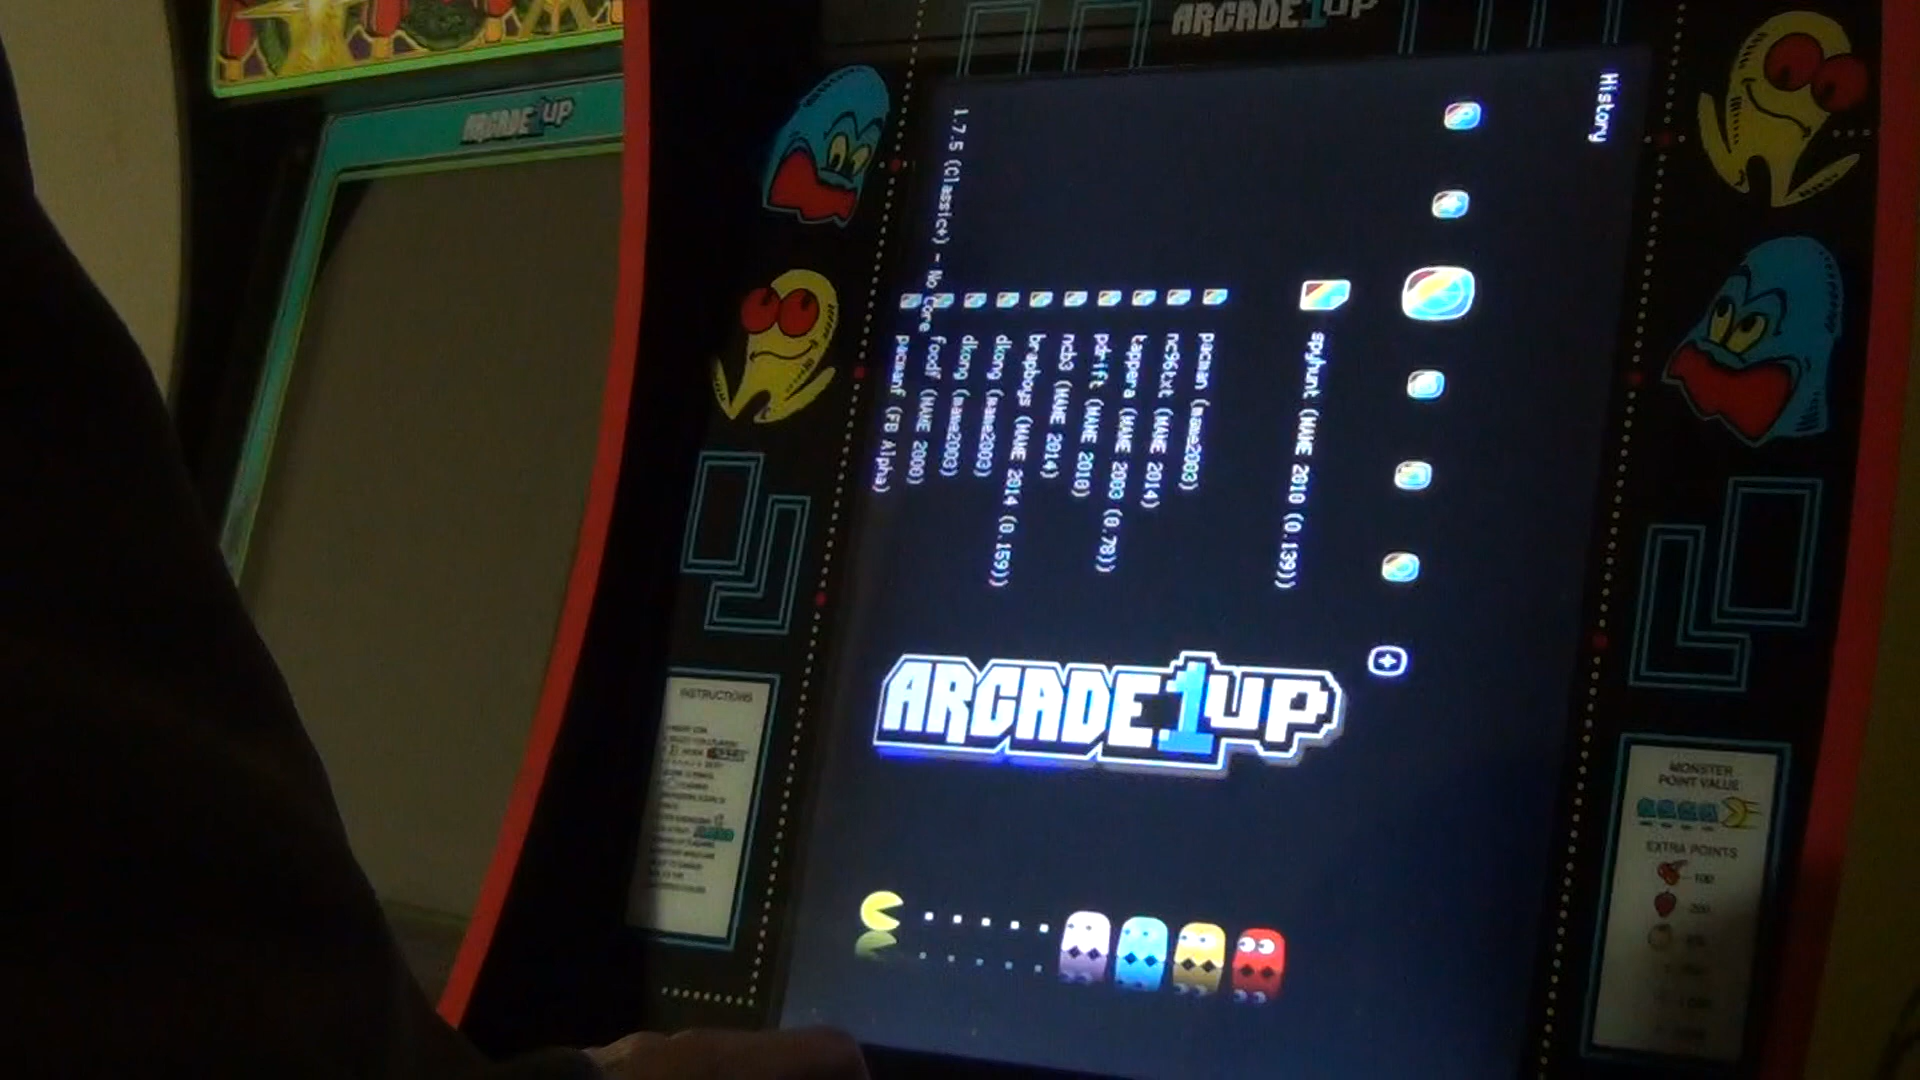 ARCADE1UP
ARCADE1UP
History
spyhunt (MAME 2010 (0.139))
pacman (mame2003)
nc96txt (MAME 2014)
tappera (MAME 2003 (0.78))
pdrift (MAME 2010)
ncb3 (MAME 2014)
brapboys (MAME 2014 (0.159))
dkong (mame2003)
dkong (mame2003)
foodf (MAME 2000)
pacmanf (FB Alpha)
1.7.5 (Classic+) - No Core
ARCADE1UP
INSTRUCTIONS
MONSTER
POINT VALUE
EXTRA POINTS
100